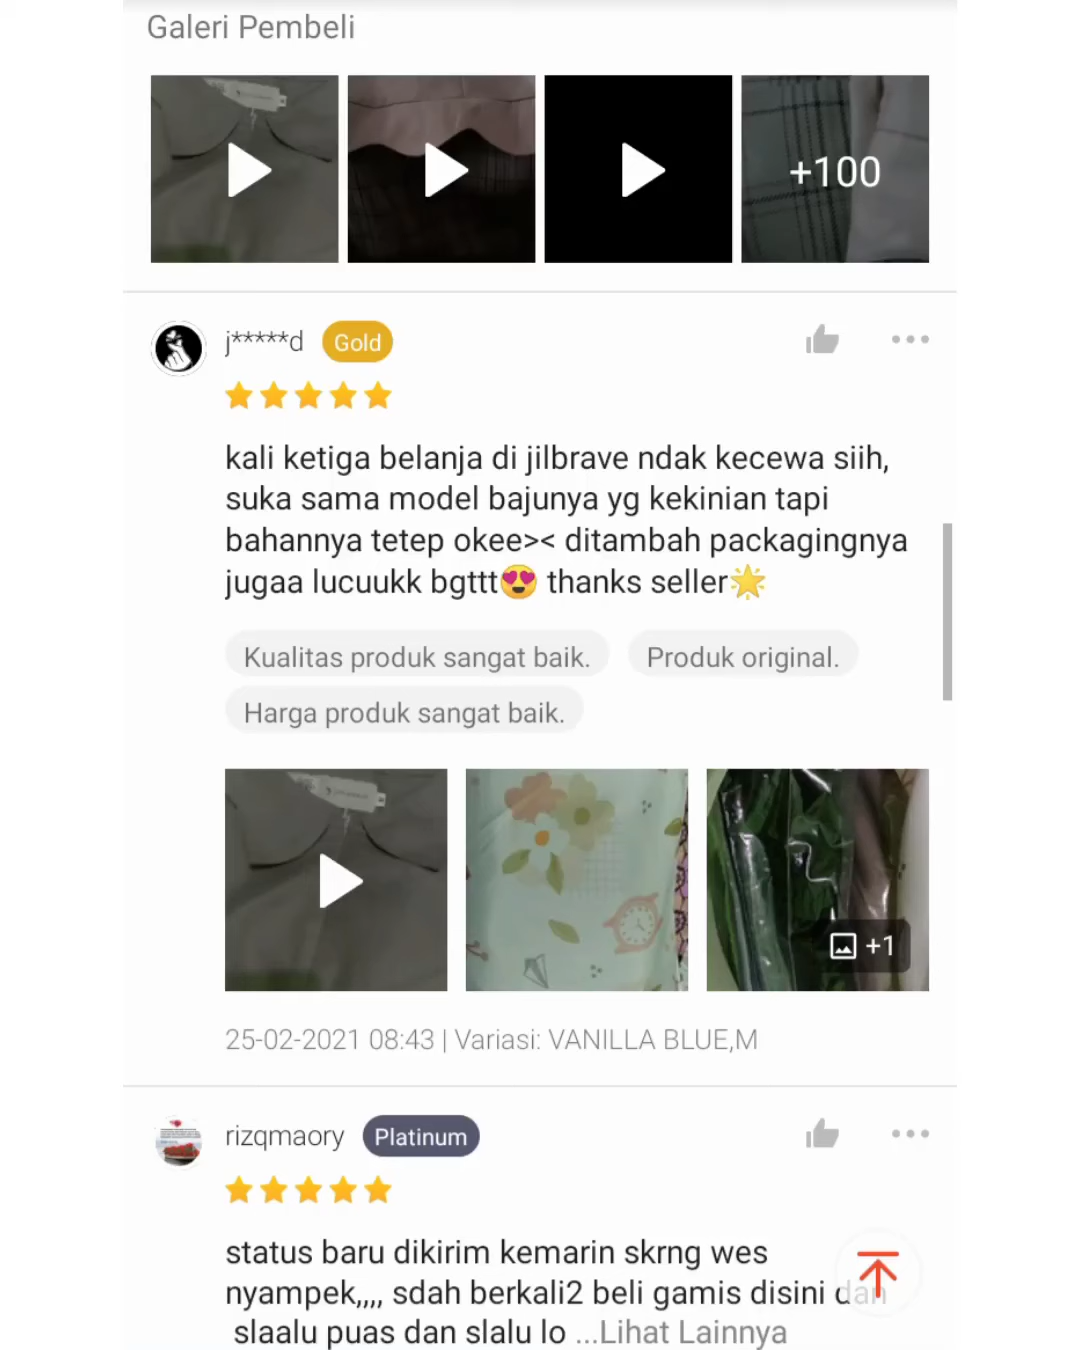 Galeri Pembeli
+100
j*****d Gold
kali ketiga belanja di jilbrave ndak kecewa siih,
suka sama model bajunya yg kekinian tapi
bahannya tetep okee>< ditambah packagingnya
jugaa lucuukk bgttt😍 thanks seller🌟
Kualitas produk sangat baik. Produk original.
Harga produk sangat baik.
+1
25-02-2021 08:43 | Variasi: VANILLA BLUE,M
rizqmaory Platinum
status baru dikirim kemarin skrng wes
nyampek,,,, sdah berkali2 beli gamis disini dan
slaalu puas dan slalu lo ...Lihat Lainnya